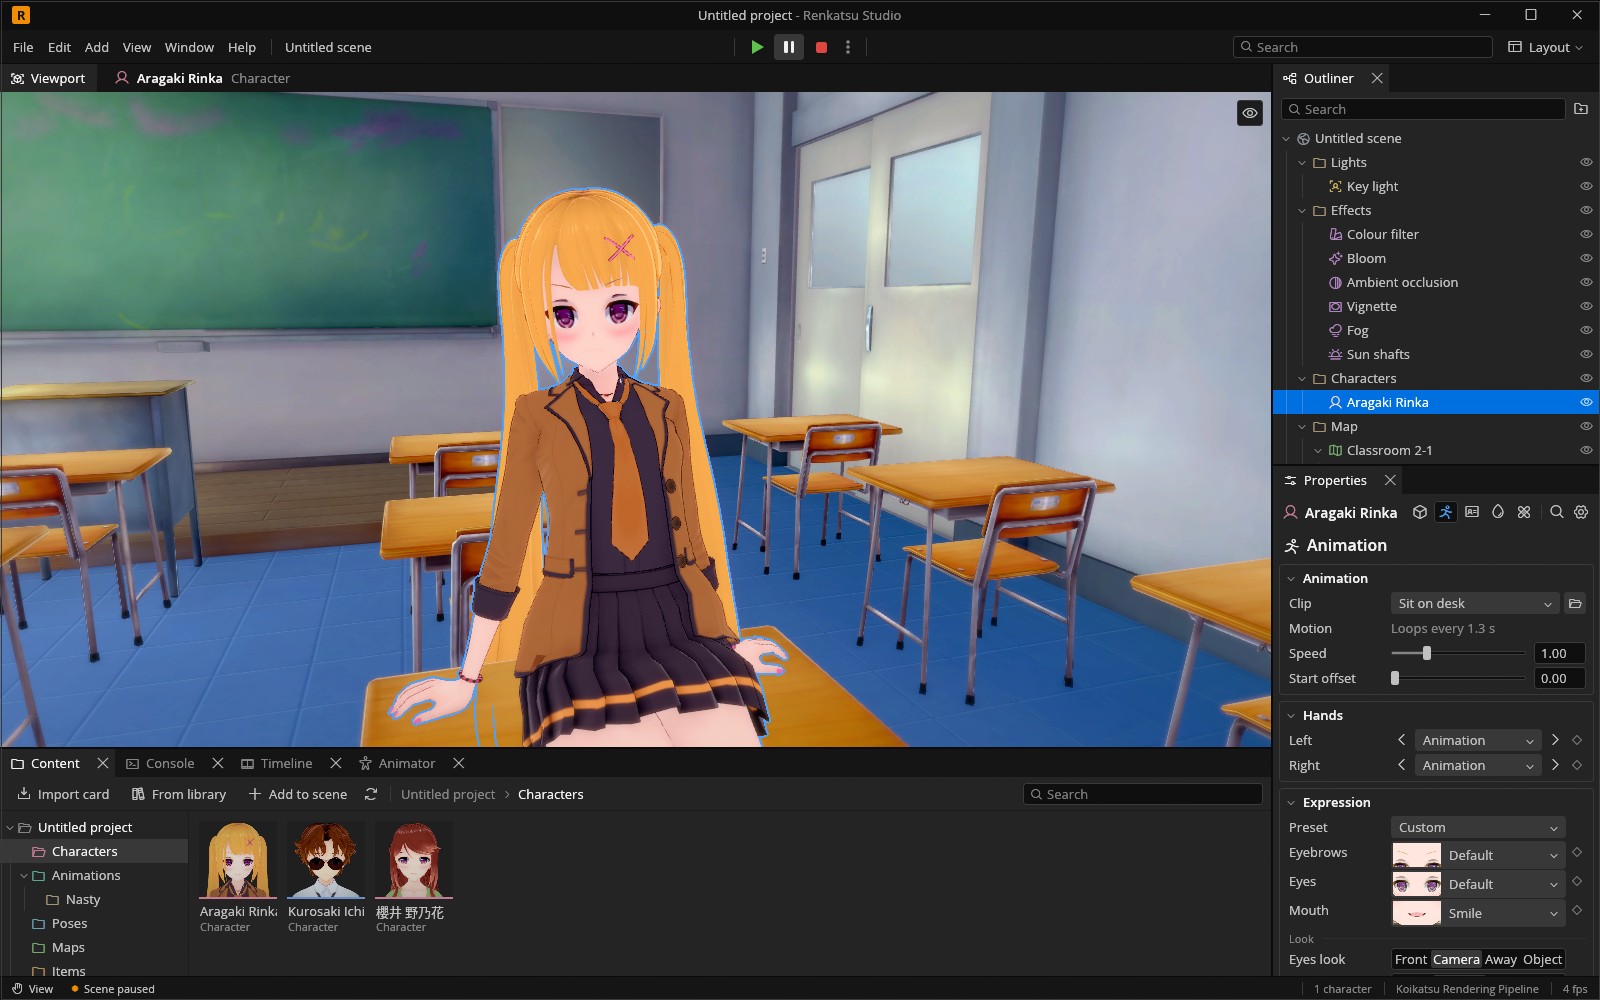 R
Untitled project - Renkatsu Studio
File Edit Add View Window Help Untitled scene
Search
Layout
Viewport
Aragaki Rinka Character
Outliner
Search
Untitled scene
Lights
Key light
Effects
Colour filter
Bloom
Ambient occlusion
Vignette
Fog
Sun shafts
Characters
Aragaki Rinka
Map
Classroom 2-1
Properties
Aragaki Rinka
Animation
Animation
Clip Sit on desk
Motion Loops every 1.3 s
Speed 1.00
Start offset 0.00
Hands
Left Animation
Right Animation
Expression
Preset Custom
Eyebrows Default
Eyes Default
Mouth Smile
Look
Eyes look Front Camera Away Object
Content Console Timeline Animator
Import card From library Add to scene Untitled project Characters
Search
Untitled project
Characters
Animations
Nasty
Poses
Maps
Items
Aragaki Rinka
Character
Kurosaki Ichi
Character
櫻井 野乃花
Character
View Scene paused
1 character Koikatsu Rendering Pipeline 4 fps